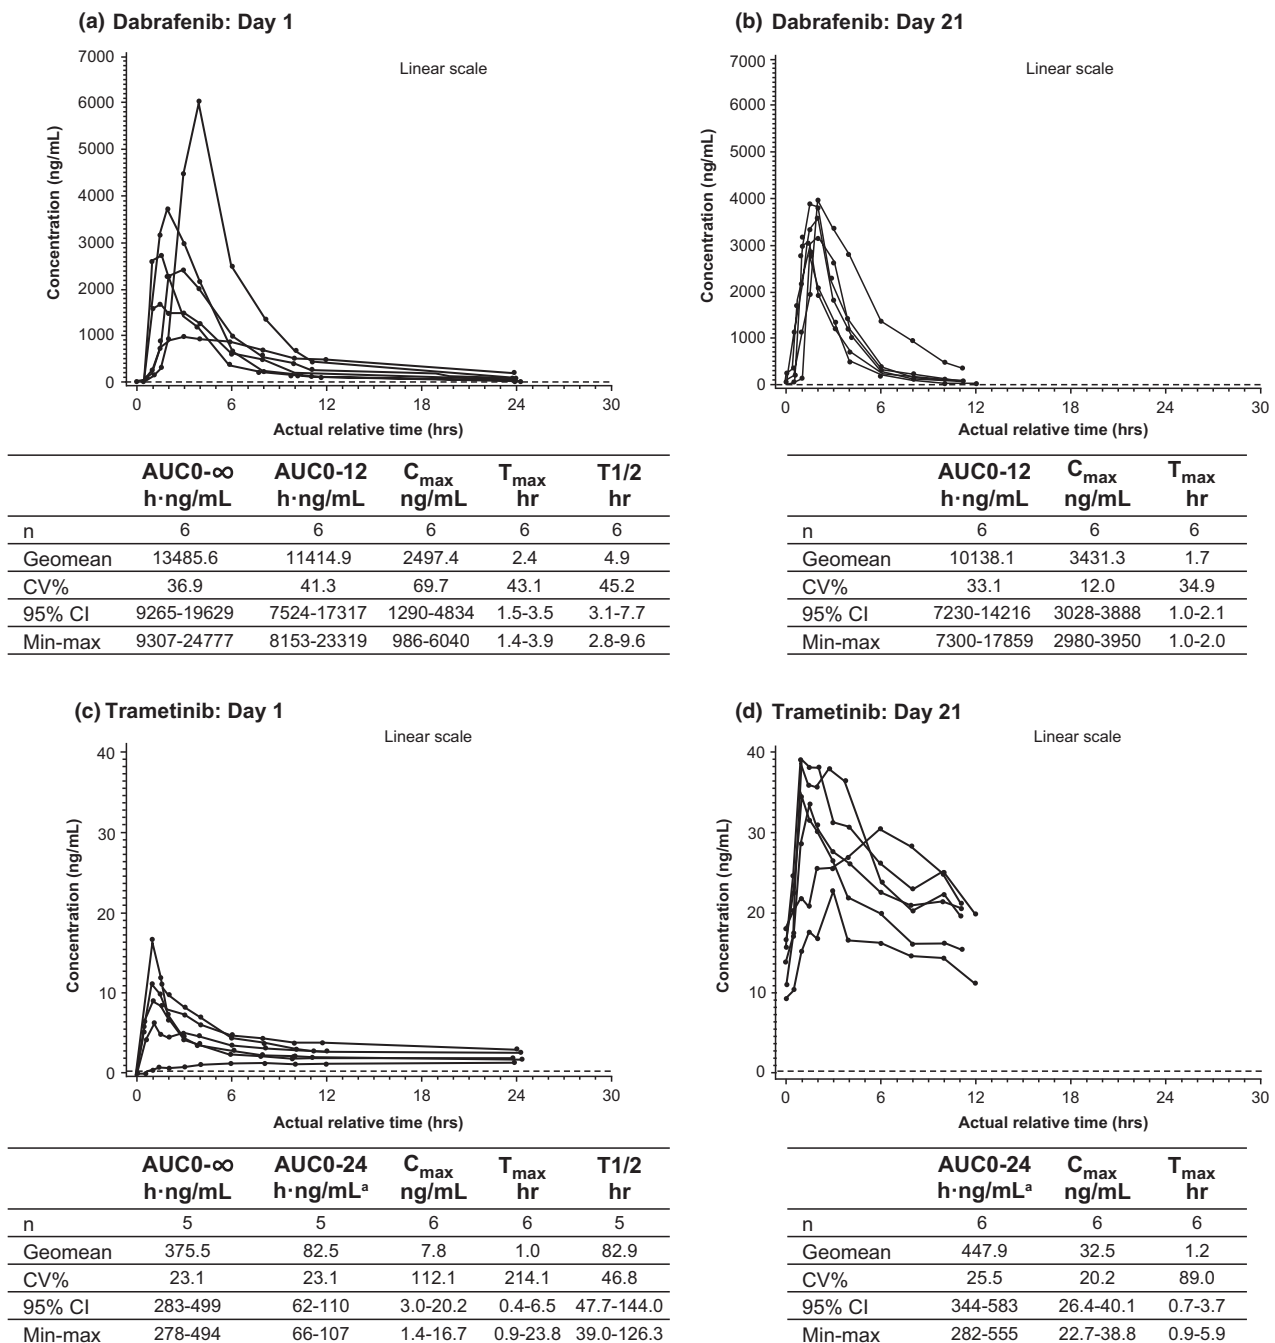 (a) Dabrafenib: Day 1
Linear scale
7000
6000
5000
4000
3000
2000
1000
0
Concentration (ng/mL)
0 6 12 18 24 30
Actual relative time (hrs)
AUC0-∞ AUC0-12 Cmax Tmax T1/2
h·ng/mL h·ng/mL ng/mL hr hr
n 6 6 6 6 6
Geomean 13485.6 11414.9 2497.4 2.4 4.9
CV% 36.9 41.3 69.7 43.1 45.2
95% CI 9265-19629 7524-17317 1290-4834 1.5-3.5 3.1-7.7
Min-max 9307-24777 8153-23319 986-6040 1.4-3.9 2.8-9.6
(b) Dabrafenib: Day 21
Linear scale
7000
6000
5000
4000
3000
2000
1000
0
Concentration (ng/mL)
0 6 12 18 24 30
Actual relative time (hrs)
AUC0-12 Cmax Tmax
h·ng/mL ng/mL hr
n 6 6 6
Geomean 10138.1 3431.3 1.7
CV% 33.1 12.0 34.9
95% CI 7230-14216 3028-3888 1.0-2.1
Min-max 7300-17859 2980-3950 1.0-2.0
(c) Trametinib: Day 1
Linear scale
40
30
20
10
0
Concentration (ng/mL)
0 6 12 18 24 30
Actual relative time (hrs)
AUC0-∞ AUC0-24 Cmax Tmax T1/2
h·ng/mL h·ng/mLᵃ ng/mL hr hr
n 5 5 6 6 5
Geomean 375.5 82.5 7.8 1.0 82.9
CV% 23.1 23.1 112.1 214.1 46.8
95% CI 283-499 62-110 3.0-20.2 0.4-6.5 47.7-144.0
Min-max 278-494 66-107 1.4-16.7 0.9-23.8 39.0-126.3
(d) Trametinib: Day 21
Linear scale
40
30
20
10
0
Concentration (ng/mL)
0 6 12 18 24 30
Actual relative time (hrs)
AUC0-24 Cmax Tmax
h·ng/mLᵃ ng/mL hr
n 6 6 6
Geomean 447.9 32.5 1.2
CV% 25.5 20.2 89.0
95% CI 344-583 26.4-40.1 0.7-3.7
Min-max 282-555 22.7-38.8 0.9-5.9